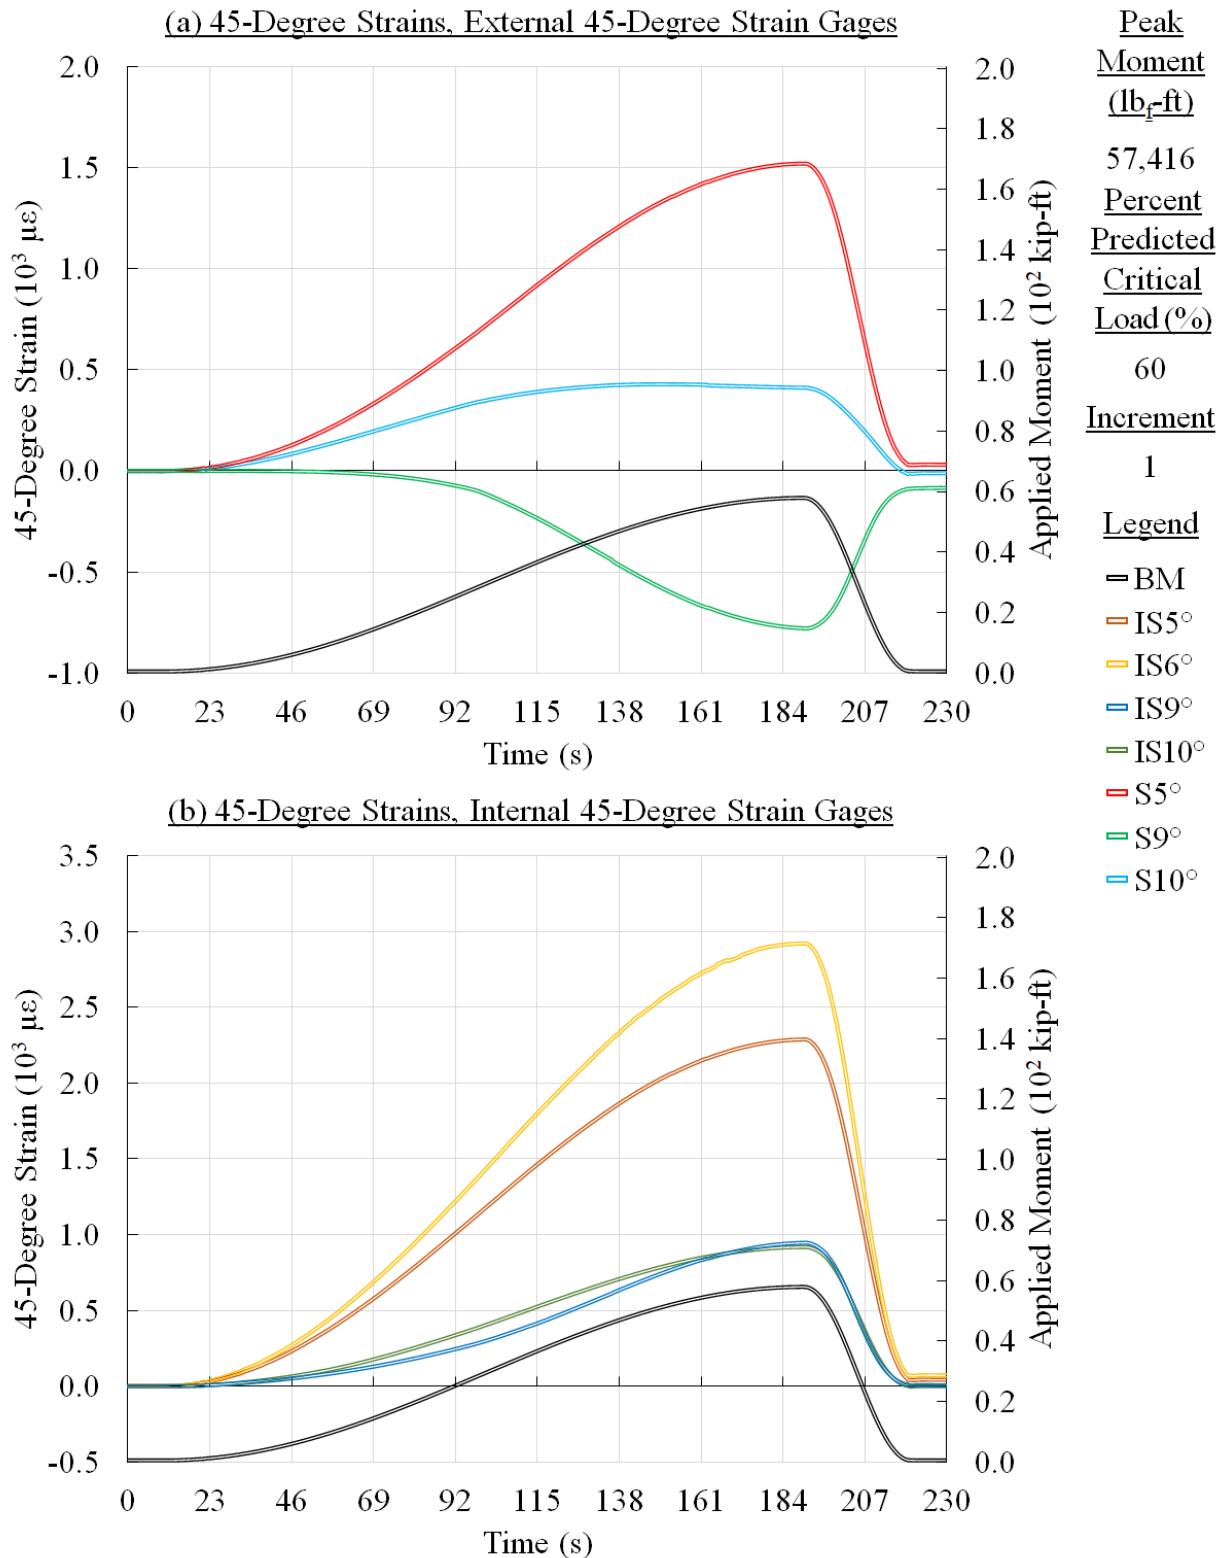 (a) 45-Degree Strains, External 45-Degree Strain Gages
2.0
1.5
1.0
0.5
0.0
-0.5
-1.0
45-Degree Strain (10³ µε)
2.0
1.8
1.6
1.4
1.2
1.0
0.8
0.6
0.4
0.2
0.0
Applied Moment (10² kip-ft)
0 23 46 69 92 115 138 161 184 207 230
Time (s)
(b) 45-Degree Strains, Internal 45-Degree Strain Gages
3.5
3.0
2.5
2.0
1.5
1.0
0.5
0.0
-0.5
45-Degree Strain (10³ µε)
2.0
1.8
1.6
1.4
1.2
1.0
0.8
0.6
0.4
0.2
0.0
Applied Moment (10² kip-ft)
0 23 46 69 92 115 138 161 184 207 230
Time (s)
Peak
Moment
(lbf-ft)
57,416
Percent
Predicted
Critical
Load (%)
60
Increment
1
Legend
BM
IS5°
IS6°
IS9°
IS10°
S5°
S9°
S10°